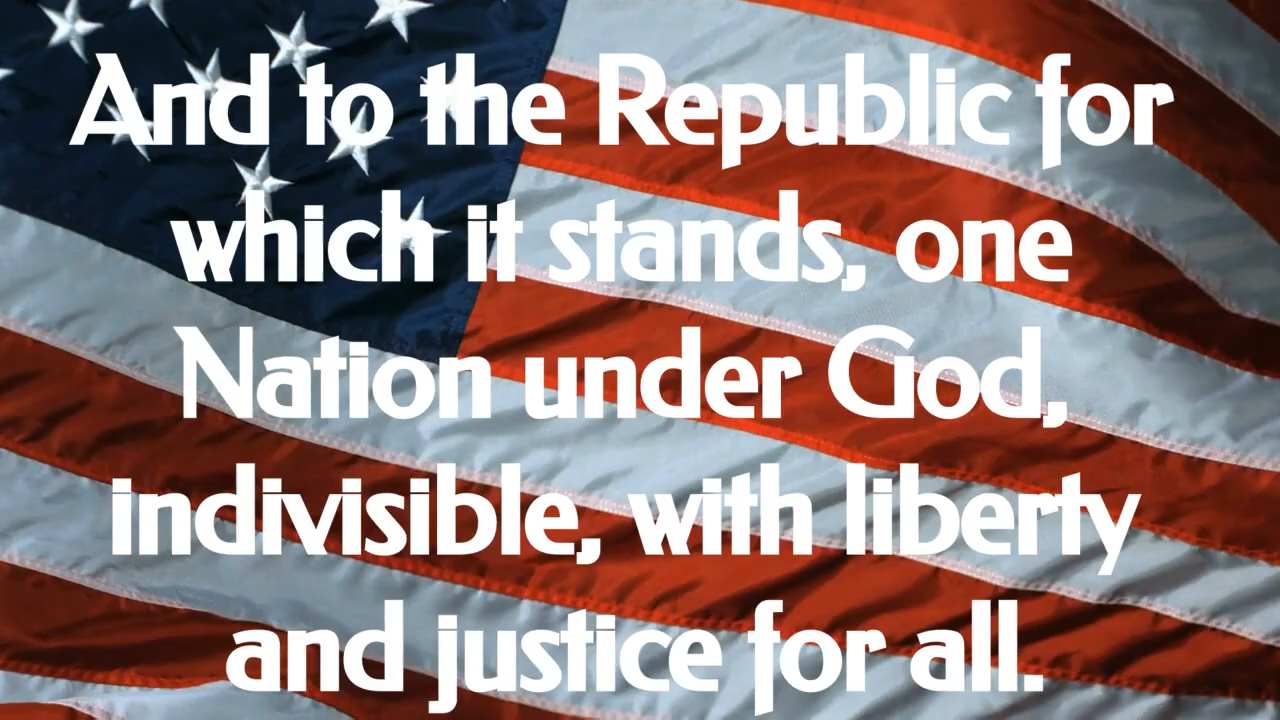 And to the Republic for
which it stands, one
Nation under God,
indivisible, with liberty
and justice for all.